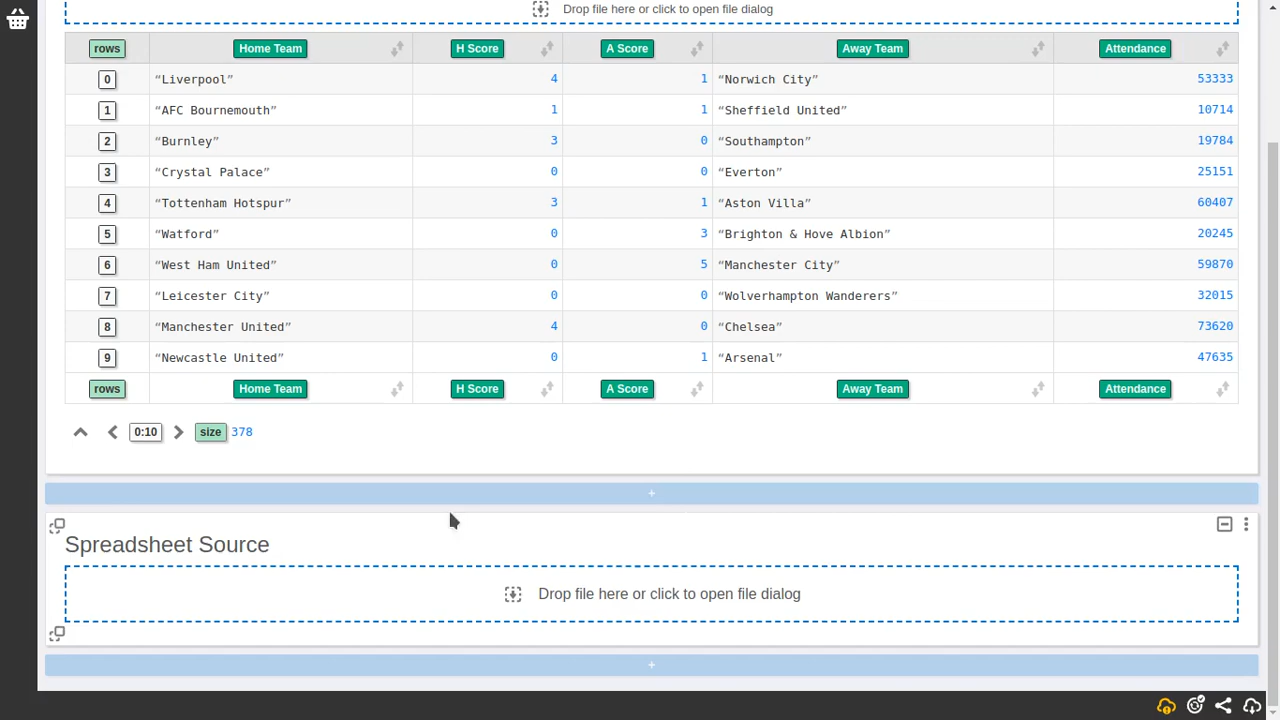 Drop file here or click to open file dialog
rows Home Team H Score A Score Away Team Attendance
0 “Liverpool” 4 1 “Norwich City” 53333
1 “AFC Bournemouth” 1 1 “Sheffield United” 10714
2 “Burnley” 3 0 “Southampton” 19784
3 “Crystal Palace” 0 0 “Everton” 25151
4 “Tottenham Hotspur” 3 1 “Aston Villa” 60407
5 “Watford” 0 3 “Brighton & Hove Albion” 20245
6 “West Ham United” 0 5 “Manchester City” 59870
7 “Leicester City” 0 0 “Wolverhampton Wanderers” 32015
8 “Manchester United” 4 0 “Chelsea” 73620
9 “Newcastle United” 0 1 “Arsenal” 47635
rows Home Team H Score A Score Away Team Attendance
0:10 size 378
+
Spreadsheet Source
Drop file here or click to open file dialog
+